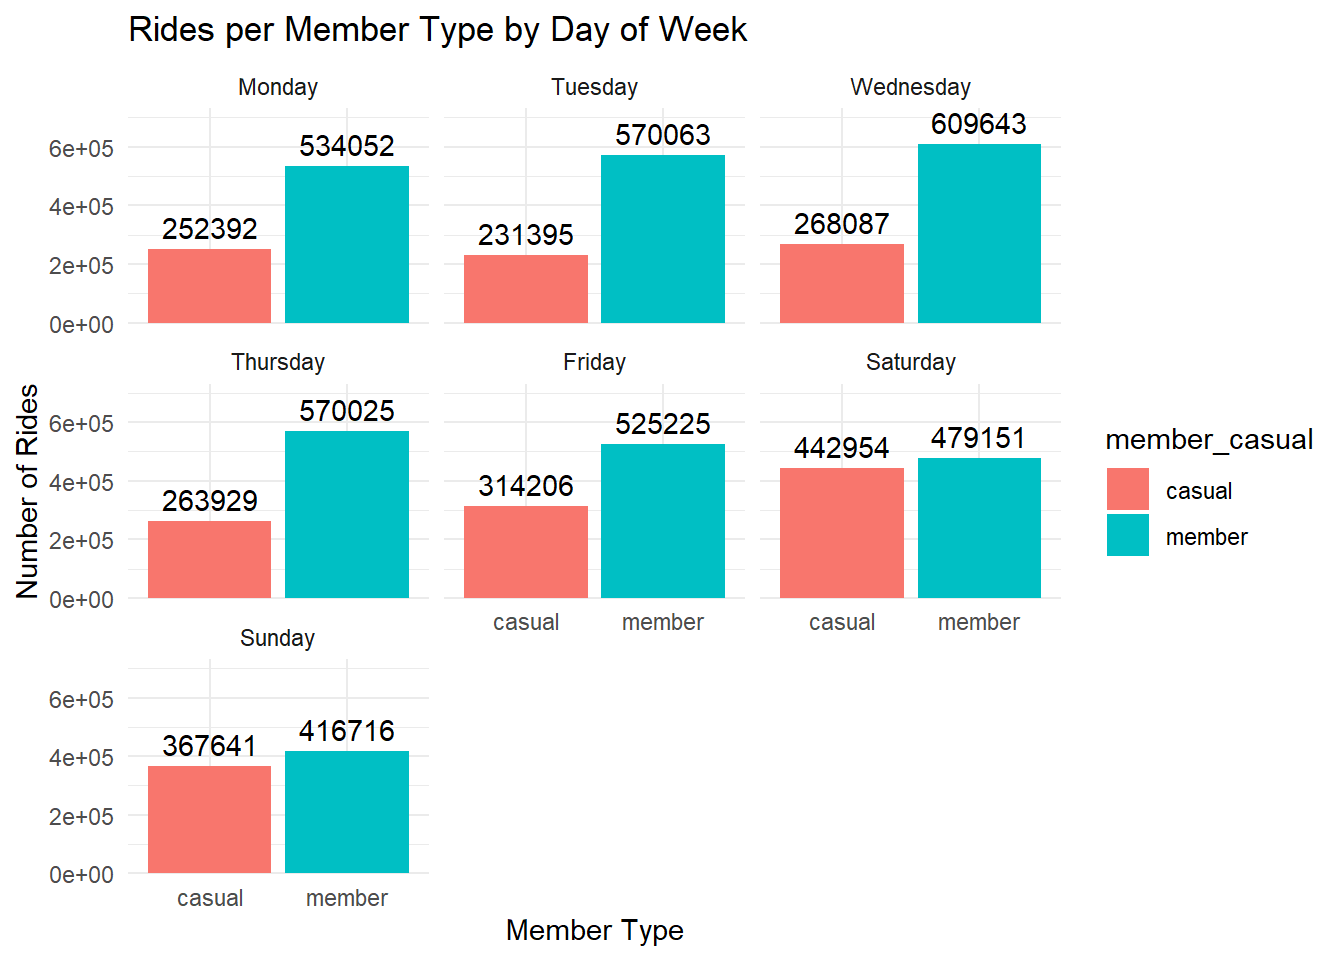 Rides per Member Type by Day of Week
Monday
Tuesday
Wednesday
6e+05
4e+05
2e+05
0e+00
252392
534052
231395
570063
268087
609643
Thursday
Friday
Saturday
6e+05
4e+05
2e+05
0e+00
263929
570025
314206
525225
442954
479151
casual
member
casual
member
Sunday
6e+05
4e+05
2e+05
0e+00
367641
416716
casual
member
Number of Rides
Member Type
member_casual
casual
member